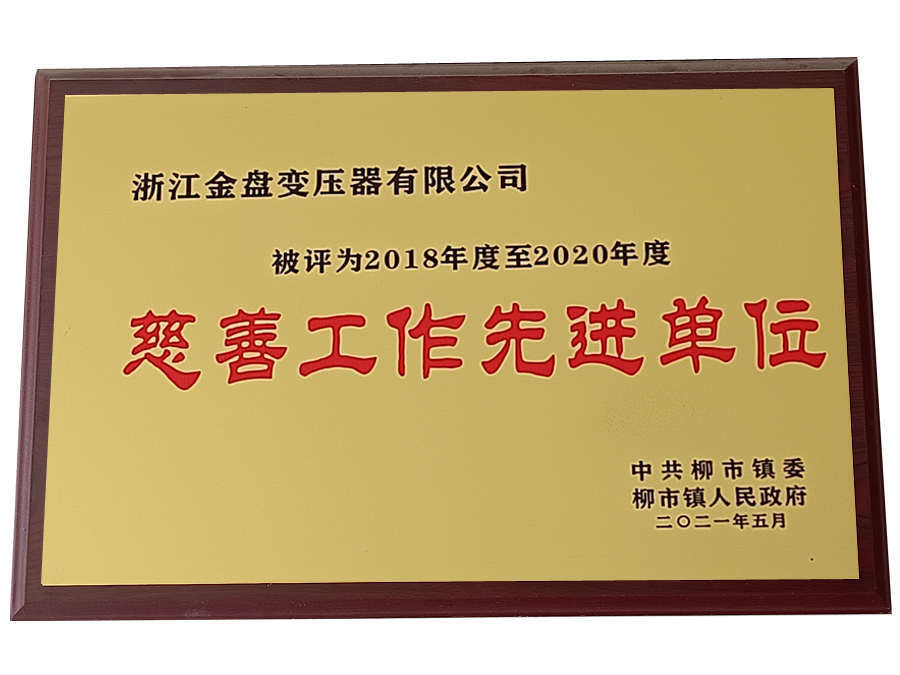 浙江金盘变压器有限公司
被评为2018年度至2020年度
慈善工作先进单位
中共柳市镇委
柳市镇人民政府
二〇二一年五月